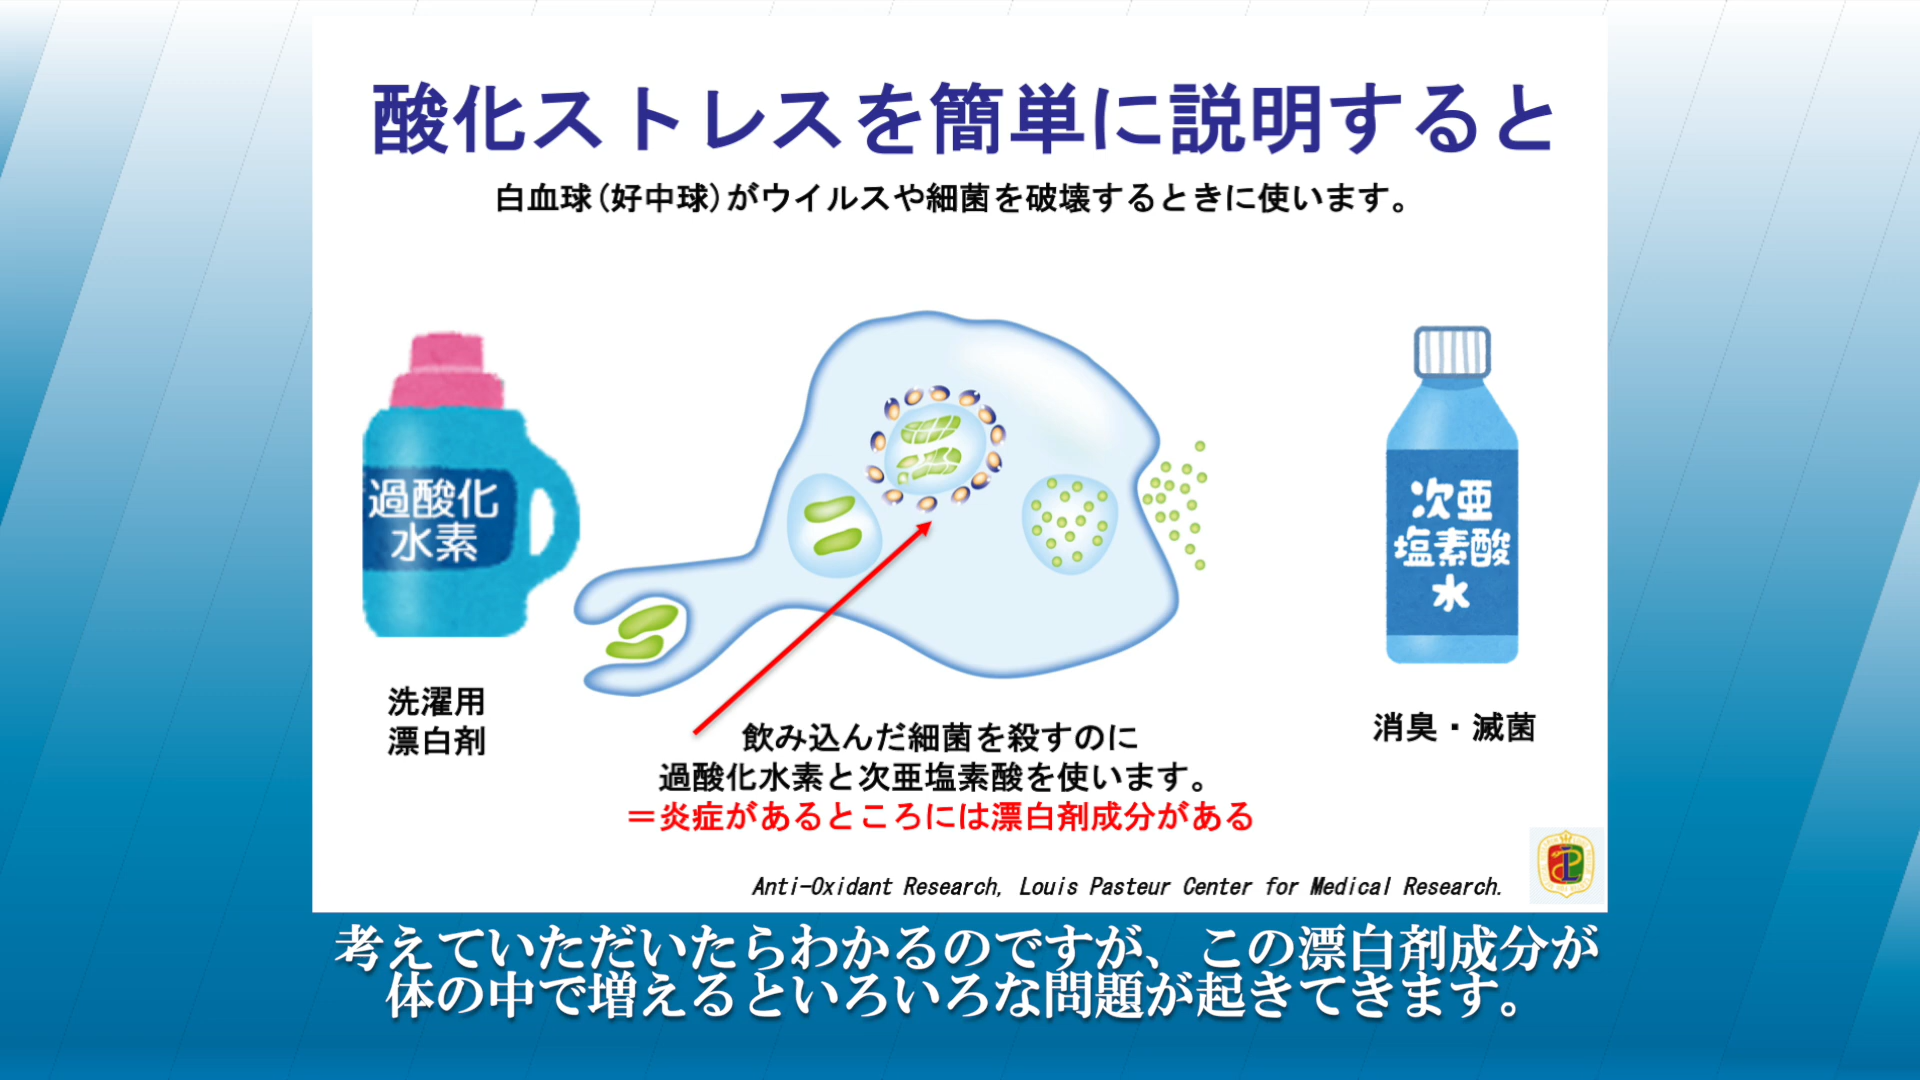 酸化ストレスを簡単に説明すると
白血球(好中球)がウイルスや細菌を破壊するときに使います。
過酸化
水素
次亜
塩素酸
水
洗濯用
漂白剤
消臭・滅菌
飲み込んだ細菌を殺すのに
過酸化水素と次亜塩素酸を使います。
＝炎症があるところには漂白剤成分がある
Anti-Oxidant Research, Louis Pasteur Center for Medical Research.
考えていただいたらわかるのですが、この漂白剤成分が
体の中で増えるといろいろな問題が起きてきます。